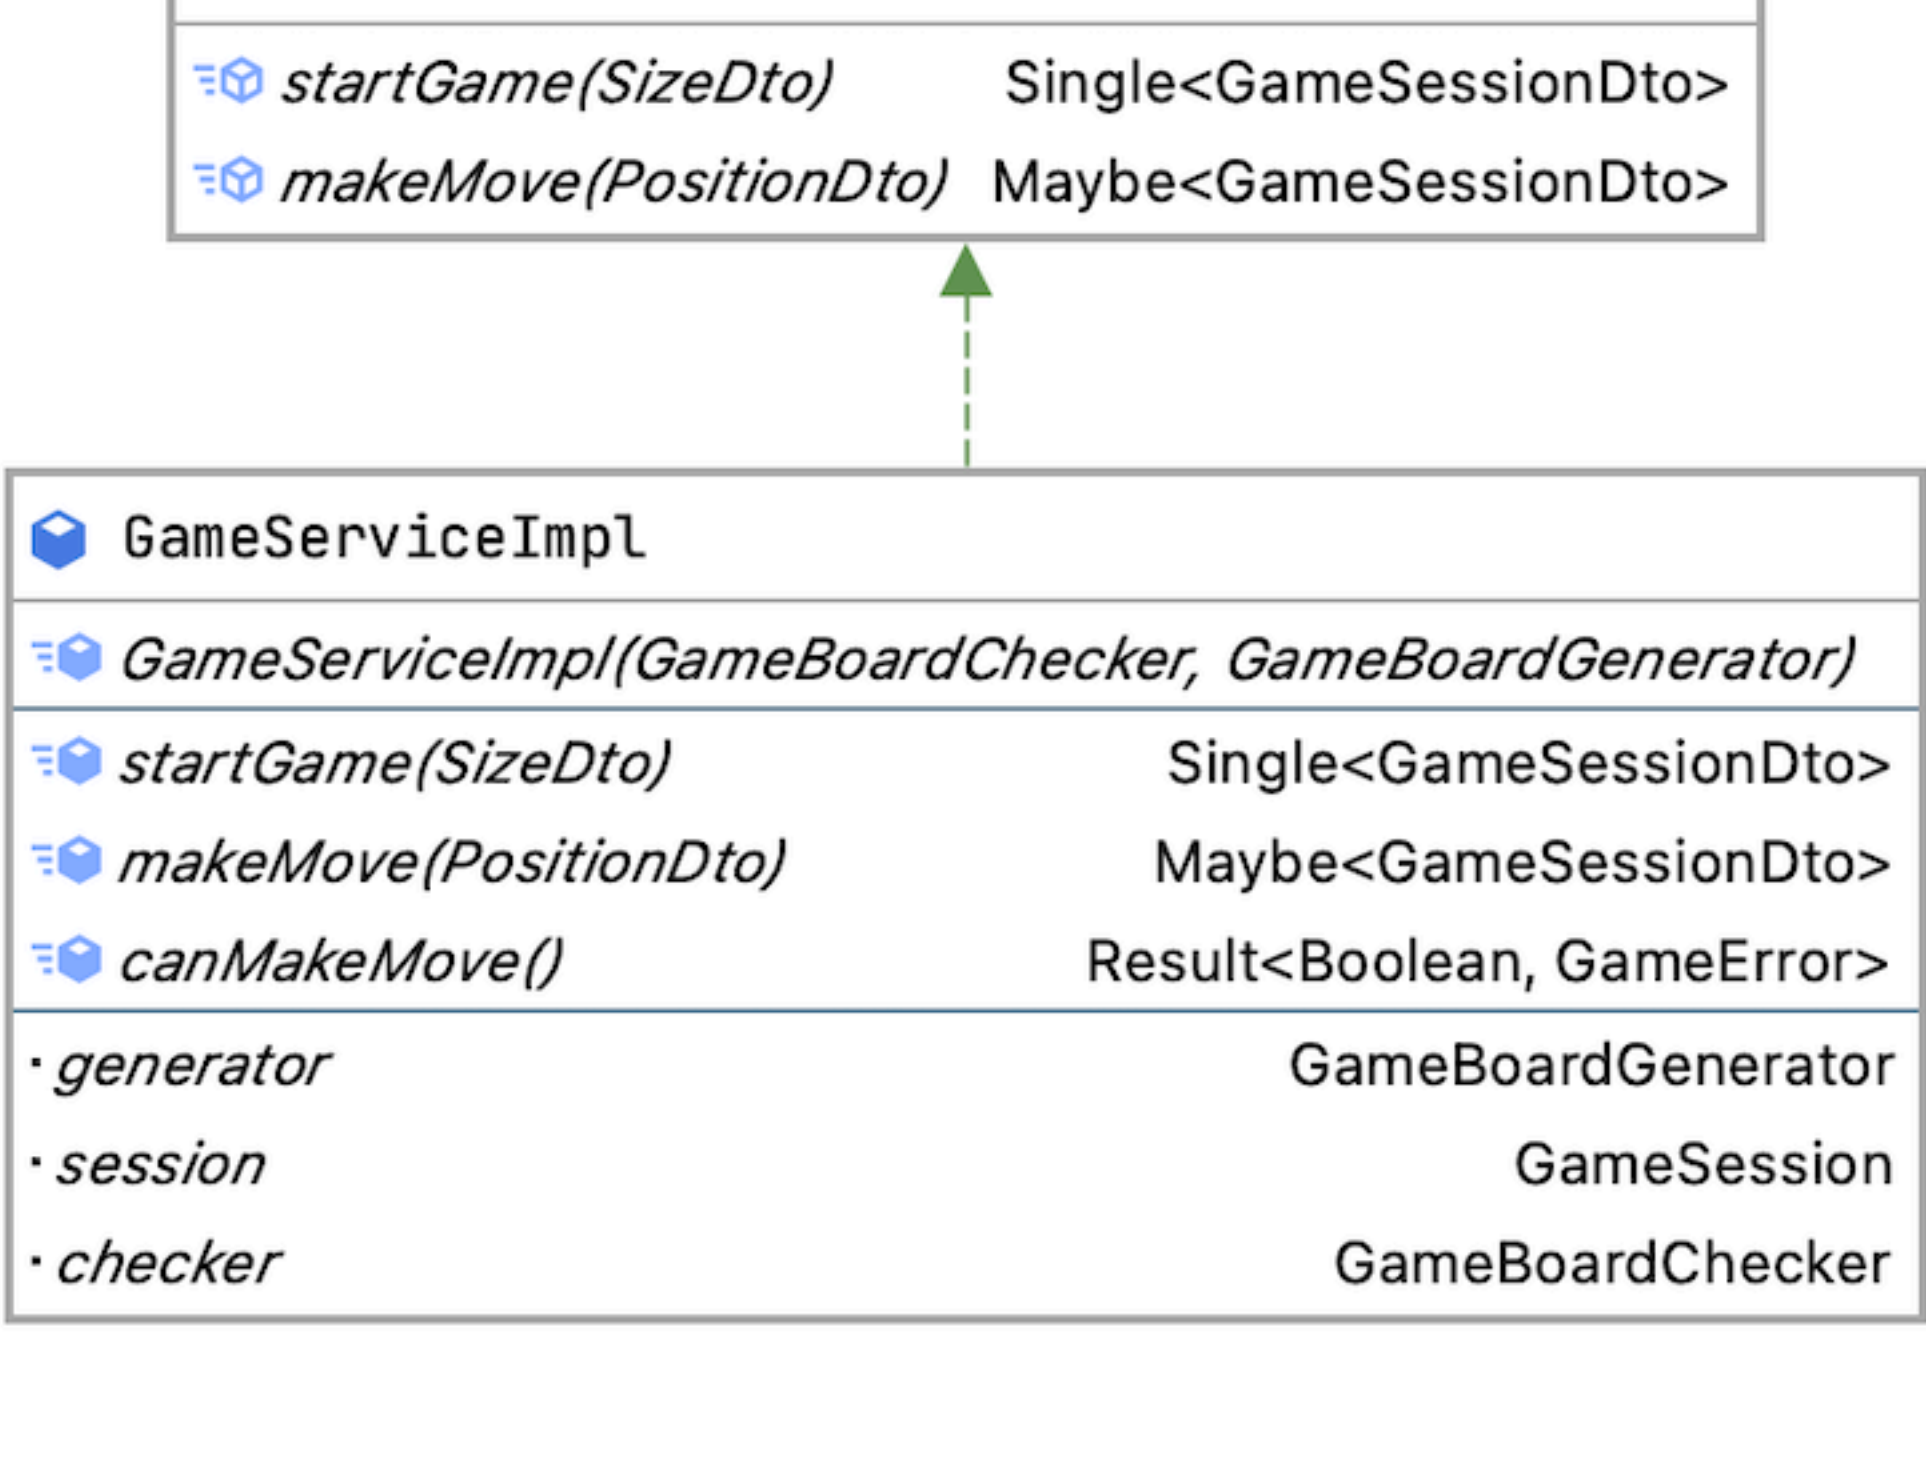 startGame(SizeDto) Single<GameSessionDto>
makeMove(PositionDto) Maybe<GameSessionDto>
GameServiceImpl
GameServiceImpl(GameBoardChecker, GameBoardGenerator)
startGame(SizeDto) Single<GameSessionDto>
makeMove(PositionDto) Maybe<GameSessionDto>
canMakeMove() Result<Boolean, GameError>
· generator GameBoardGenerator
· session GameSession
· checker GameBoardChecker